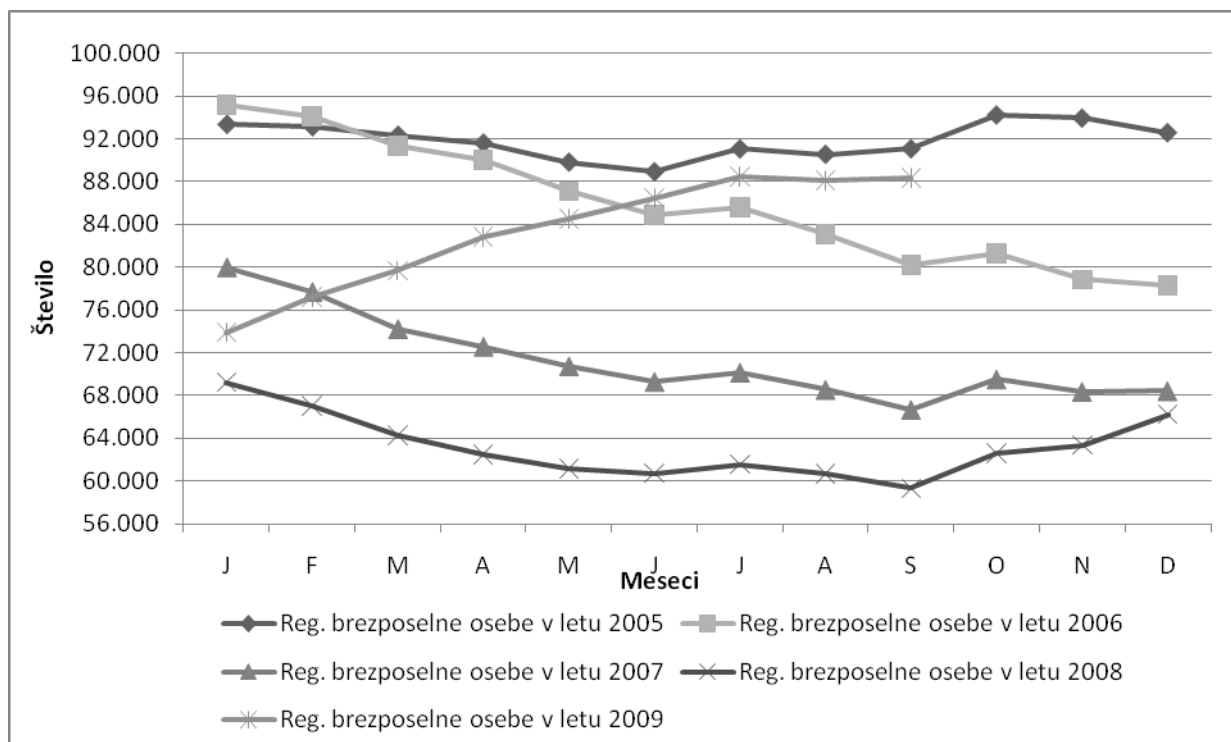 100.000
96.000
92.000
88.000
84.000
80.000
76.000
72.000
68.000
64.000
60.000
56.000
Število
J F M A M J J A S O N D
Meseci
Reg. brezposelne osebe v letu 2005 Reg. brezposelne osebe v letu 2006
Reg. brezposelne osebe v letu 2007 Reg. brezposelne osebe v letu 2008
Reg. brezposelne osebe v letu 2009